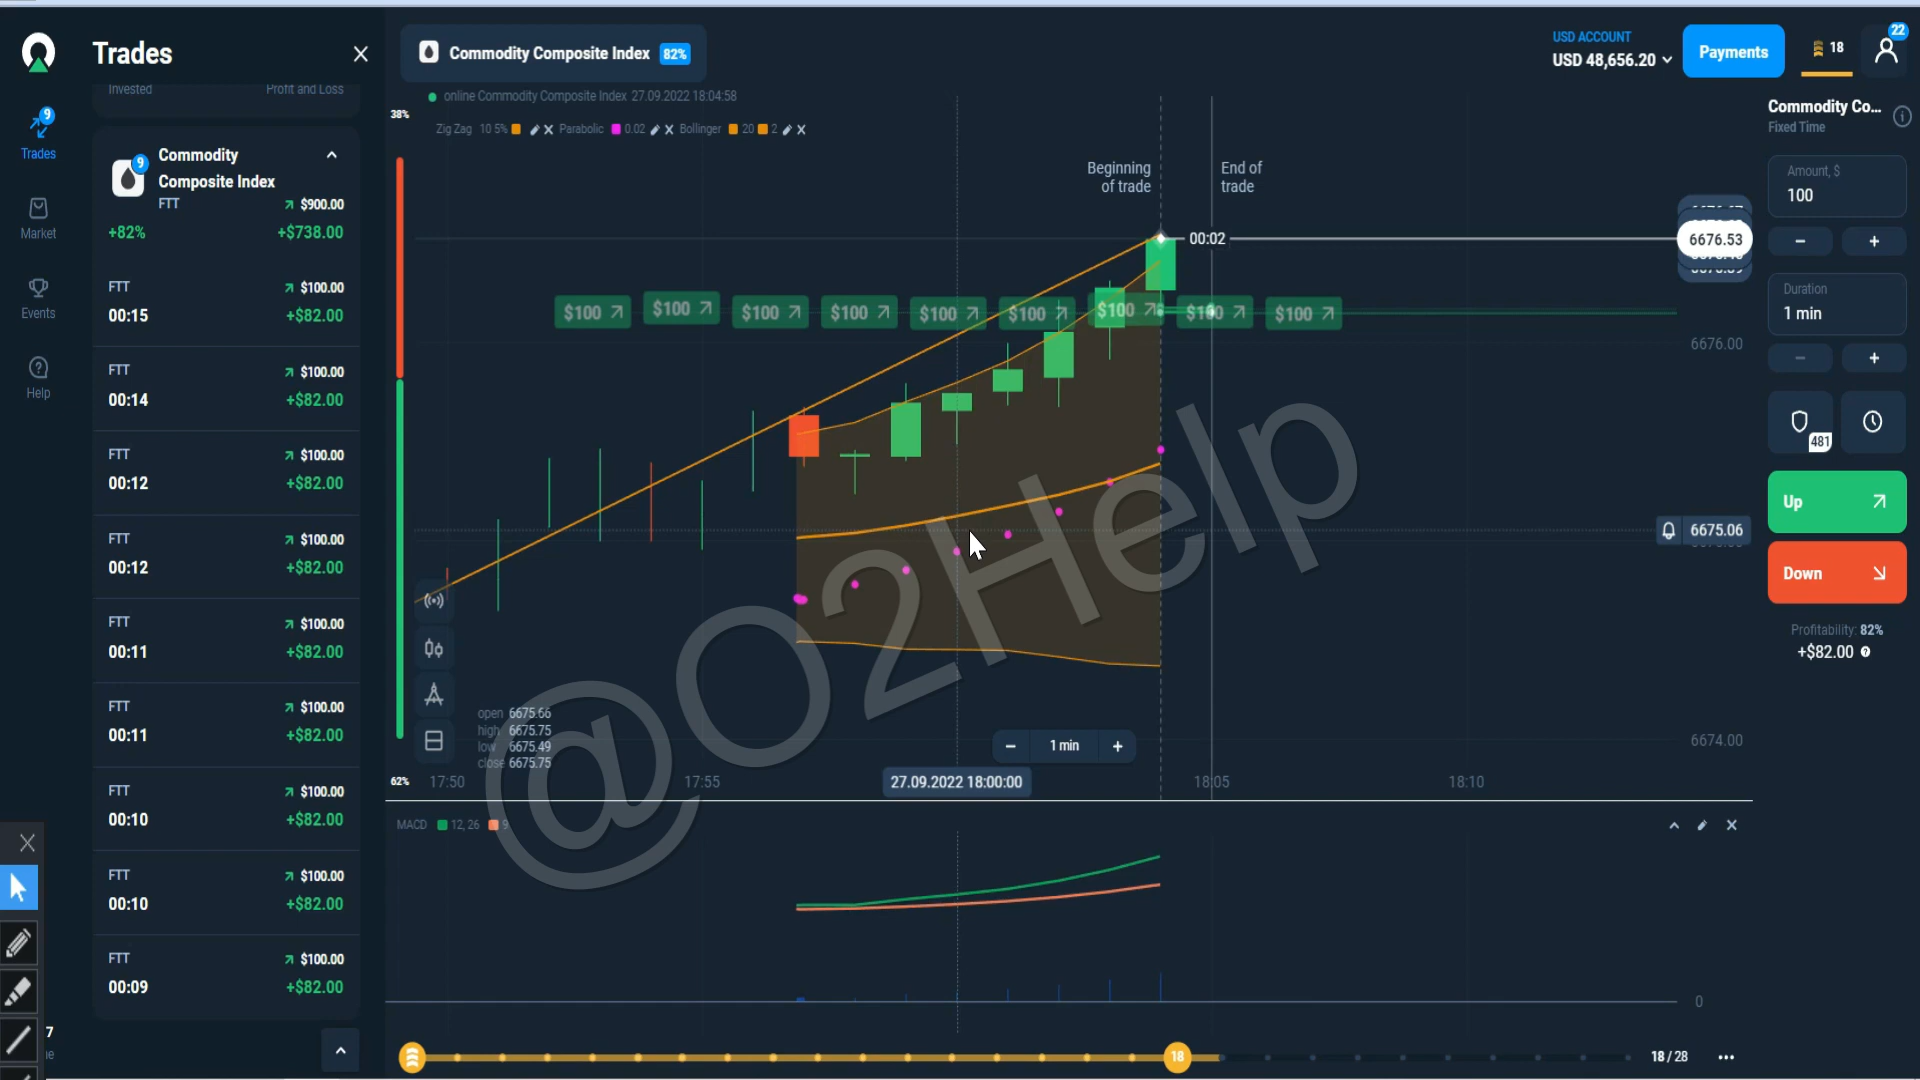 Trades
Invested Profit and Loss
9
Trades
Market
Events
Help
9
Commodity
Composite Index
FTT $900.00
+82% +$738.00
FTT $100.00
00:15 +$82.00
FTT $100.00
00:14 +$82.00
FTT $100.00
00:12 +$82.00
FTT $100.00
00:12 +$82.00
FTT $100.00
00:11 +$82.00
FTT $100.00
00:11 +$82.00
FTT $100.00
00:10 +$82.00
FTT $100.00
00:10 +$82.00
FTT $100.00
00:09 +$82.00
7
Commodity Composite Index 82%
online Commodity Composite Index 27.09.2022 18:04:58
38%
Zig Zag 10 5% Parabolic 0.02 Bollinger 20 2
Beginning
of trade
End of
trade
00:02
6676.53
$100 $100 $100 $100 $100 $100 $100 $100 $100
6676.00
6675.06
6674.00
@O2Help
open 6675.66
high 6675.75
low 6675.49
close 6675.75
1 min
62%
17:50 17:55 27.09.2022 18:00:00 18:05 18:10
MACD 12, 26 9
0
18
18 / 28
USD ACCOUNT
USD 48,656.20
Payments
18
22
Commodity Co...
Fixed Time
Amount, $
100
Duration
1 min
481
Up
Down
Profitability: 82%
+$82.00